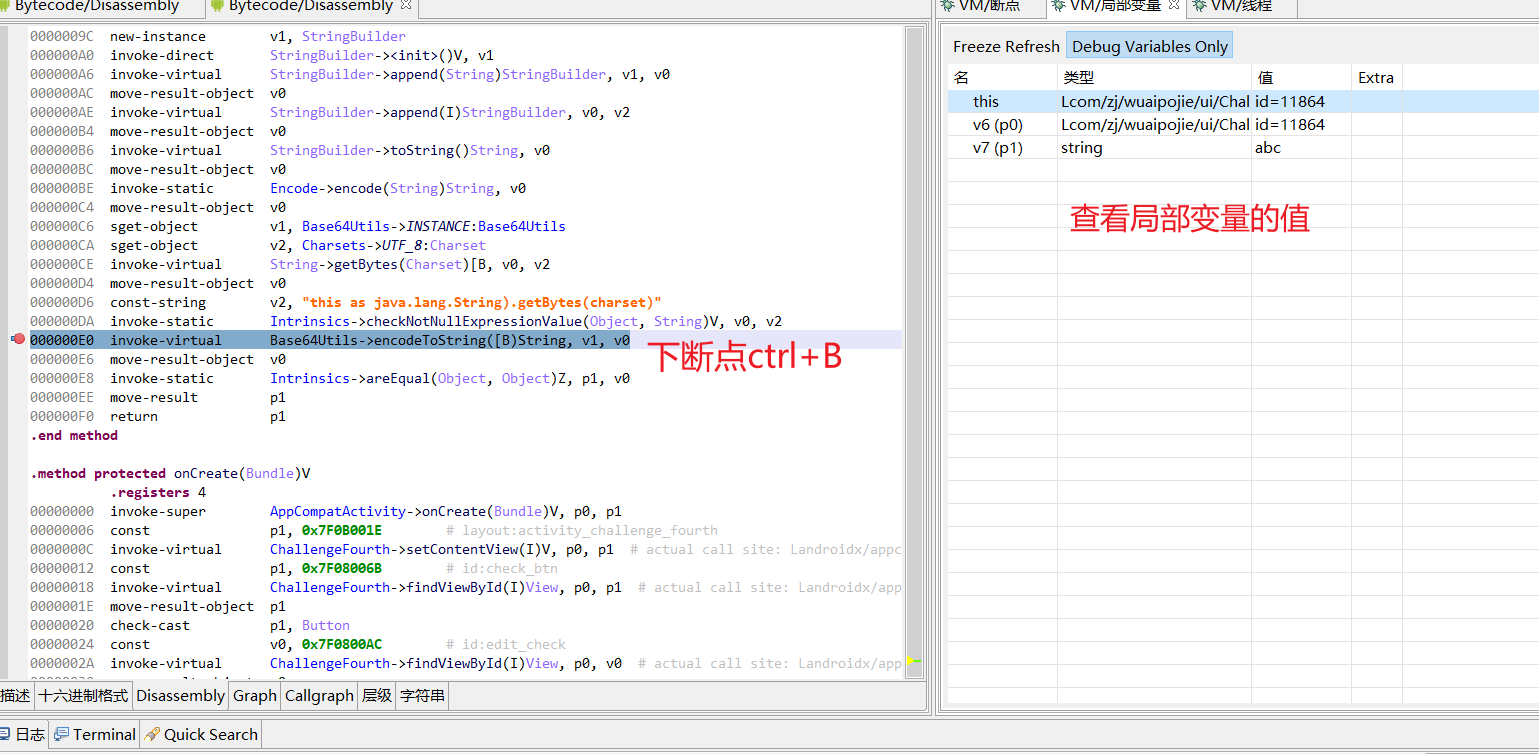 Bytecode/Disassembly
Bytecode/Disassembly
0000009C new-instance v1, StringBuilder
000000A0 invoke-direct StringBuilder-><init>()V, v1
000000A6 invoke-virtual StringBuilder->append(String)StringBuilder, v1, v0
000000AC move-result-object v0
000000AE invoke-virtual StringBuilder->append(I)StringBuilder, v0, v2
000000B4 move-result-object v0
000000B6 invoke-virtual StringBuilder->toString()String, v0
000000BC move-result-object v0
000000BE invoke-static Encode->encode(String)String, v0
000000C4 move-result-object v0
000000C6 sget-object v1, Base64Utils->INSTANCE:Base64Utils
000000CA sget-object v2, Charsets->UTF_8:Charset
000000CE invoke-virtual String->getBytes(Charset)[B, v0, v2
000000D4 move-result-object v0
000000D6 const-string v2, "this as java.lang.String).getBytes(charset)"
000000DA invoke-static Intrinsics->checkNotNullExpressionValue(Object, String)V, v0, v2
000000E0 invoke-virtual Base64Utils->encodeToString([B)String, v1, v0
下断点ctrl+B
000000E6 move-result-object v0
000000E8 invoke-static Intrinsics->areEqual(Object, Object)Z, p1, v0
000000EE move-result p1
000000F0 return p1
.end method
.method protected onCreate(Bundle)V
.registers 4
00000000 invoke-super AppCompatActivity->onCreate(Bundle)V, p0, p1
00000006 const p1, 0x7F0B001E # layout:activity_challenge_fourth
0000000C invoke-virtual ChallengeFourth->setContentView(I)V, p0, p1 # actual call site: Landroidx/appc
00000012 const p1, 0x7F08006B # id:check_btn
00000018 invoke-virtual ChallengeFourth->findViewById(I)View, p0, p1 # actual call site: Landroidx/app
0000001E move-result-object p1
00000020 check-cast p1, Button
00000024 const v0, 0x7F0800AC # id:edit_check
0000002A invoke-virtual ChallengeFourth->findViewById(I)View, p0, v0 # actual call site: Landroidx/app
描述 十六进制格式 Disassembly Graph Callgraph 层级 字符串
日志 Terminal Quick Search
VM/断点 VM/局部变量 VM/线程
Freeze Refresh Debug Variables Only
名 类型 值 Extra
this Lcom/zj/wuaipojie/ui/Chal id=11864
v6 (p0) Lcom/zj/wuaipojie/ui/Chal id=11864
v7 (p1) string abc
查看局部变量的值